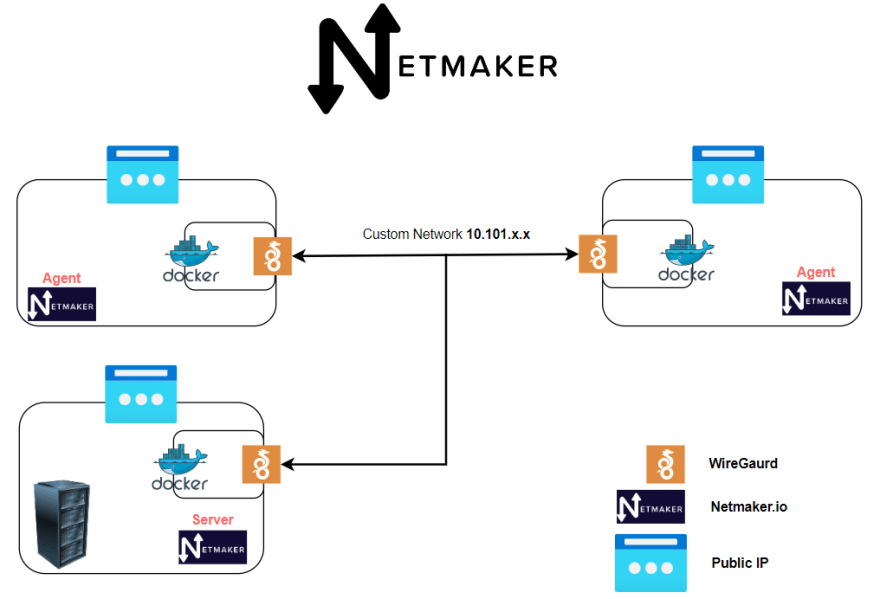 NETMAKER
Custom Network 10.101.x.x
docker
docker
Agent
NETMAKER
Agent
NETMAKER
docker
Server
NETMAKER
WireGaurd
NETMAKER
Netmaker.io
Public IP